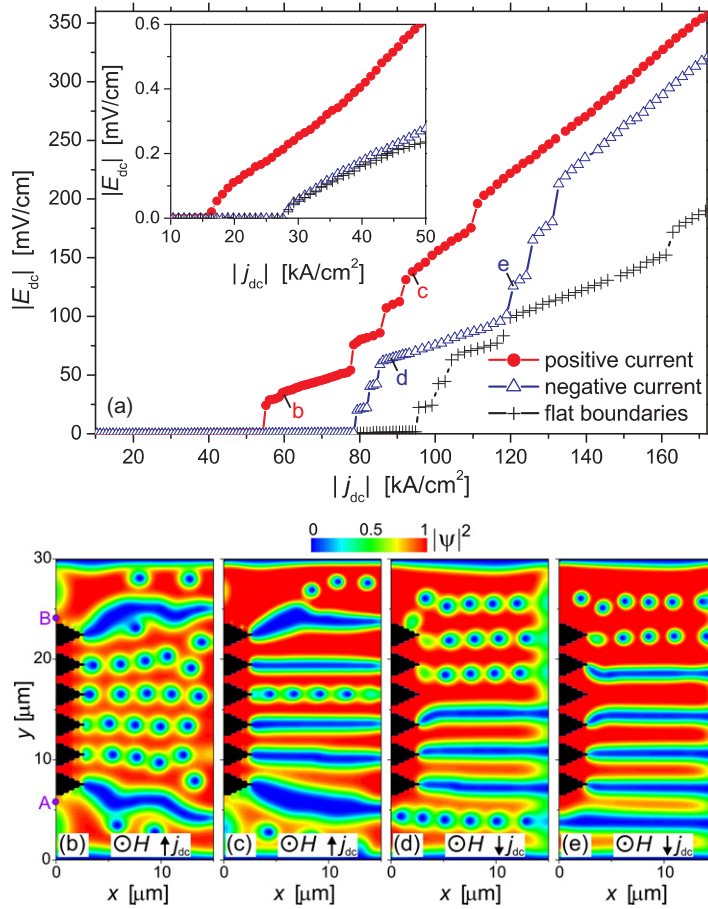 350
300
250
200
150
100
50
0
|E_dc| [mV/cm]
0.6
0.4
0.2
0.0
|E_dc| [mV/cm]
10 20 30 40 50
|j_dc| [kA/cm²]
b
c
d
e
(a)
positive current
negative current
flat boundaries
20 40 60 80 100 120 140 160
|j_dc| [kA/cm²]
0 0.5 1 |ψ|²
30
20
10
0
y [μm]
B
A
(b) ⊙H ↑j_dc
(c) ⊙H ↑j_dc
(d) ⊙H ↓j_dc
(e) ⊙H ↓j_dc
0 10
0 10
0 10
0 10
x [μm]
x [μm]
x [μm]
x [μm]